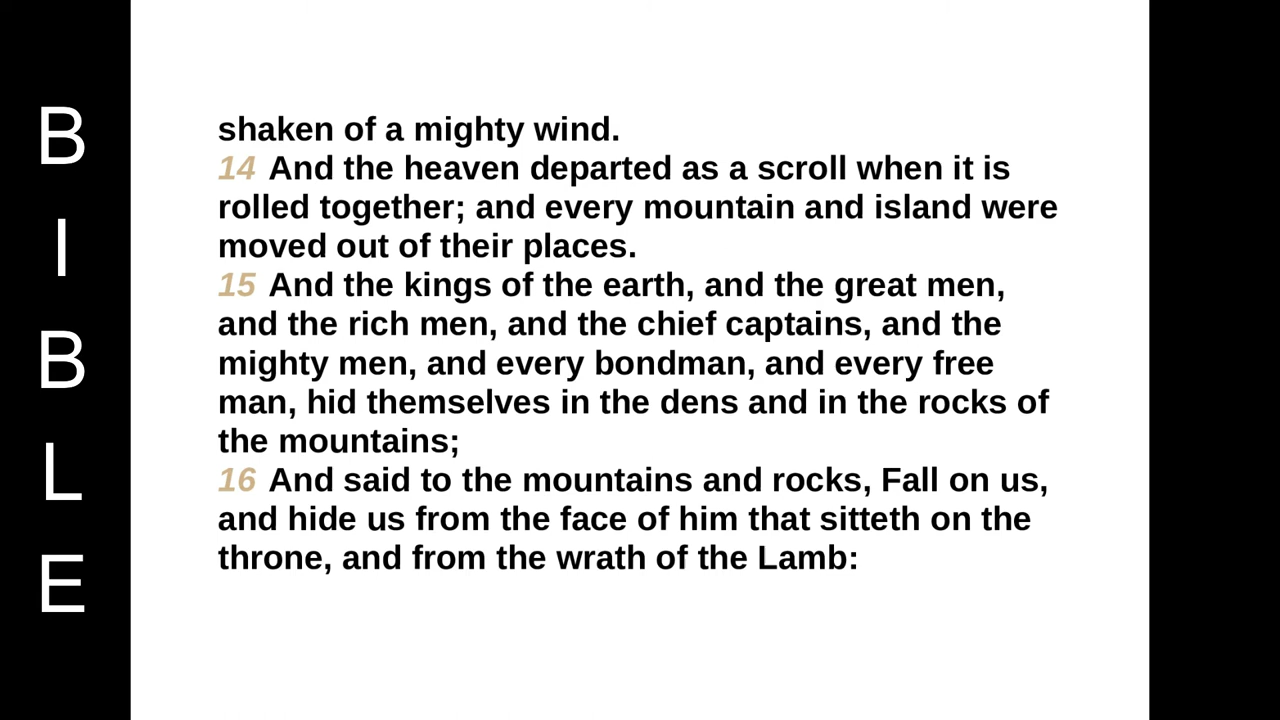 BIBLE
shaken of a mighty wind.
14 And the heaven departed as a scroll when it is
rolled together; and every mountain and island were
moved out of their places.
15 And the kings of the earth, and the great men,
and the rich men, and the chief captains, and the
mighty men, and every bondman, and every free
man, hid themselves in the dens and in the rocks of
the mountains;
16 And said to the mountains and rocks, Fall on us,
and hide us from the face of him that sitteth on the
throne, and from the wrath of the Lamb: